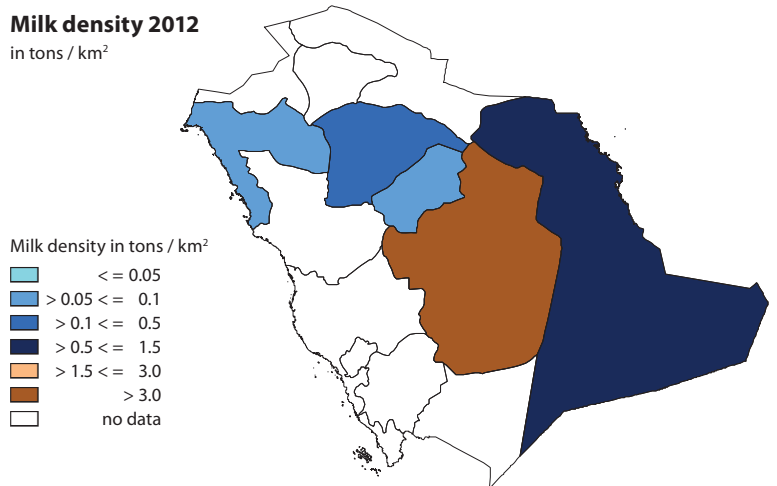 Milk density 2012
in tons / km²
Milk density in tons / km²
<= 0.05
> 0.05 <= 0.1
> 0.1 <= 0.5
> 0.5 <= 1.5
> 1.5 <= 3.0
> 3.0
no data